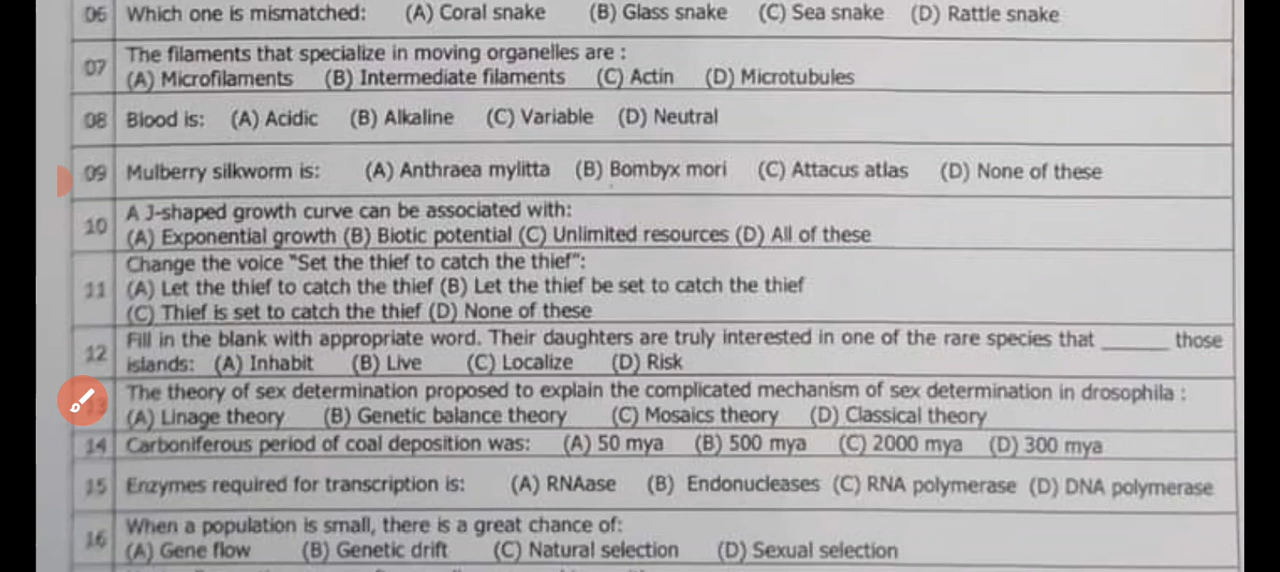 06 Which one is mismatched: (A) Coral snake (B) Glass snake (C) Sea snake (D) Rattle snake
07 The filaments that specialize in moving organelles are :
(A) Microfilaments (B) Intermediate filaments (C) Actin (D) Microtubules
08 Blood is: (A) Acidic (B) Alkaline (C) Variable (D) Neutral
09 Mulberry silkworm is: (A) Anthraea mylitta (B) Bombyx mori (C) Attacus atlas (D) None of these
10 A J-shaped growth curve can be associated with:
(A) Exponential growth (B) Biotic potential (C) Unlimited resources (D) All of these
Change the voice "Set the thief to catch the thief":
11 (A) Let the thief to catch the thief (B) Let the thief be set to catch the thief
(C) Thief is set to catch the thief (D) None of these
12 Fill in the blank with appropriate word. Their daughters are truly interested in one of the rare species that ______ those
islands: (A) Inhabit (B) Live (C) Localize (D) Risk
13 The theory of sex determination proposed to explain the complicated mechanism of sex determination in drosophila :
(A) Linage theory (B) Genetic balance theory (C) Mosaics theory (D) Classical theory
14 Carboniferous period of coal deposition was: (A) 50 mya (B) 500 mya (C) 2000 mya (D) 300 mya
15 Enzymes required for transcription is: (A) RNAase (B) Endonucleases (C) RNA polymerase (D) DNA polymerase
16 When a population is small, there is a great chance of:
(A) Gene flow (B) Genetic drift (C) Natural selection (D) Sexual selection